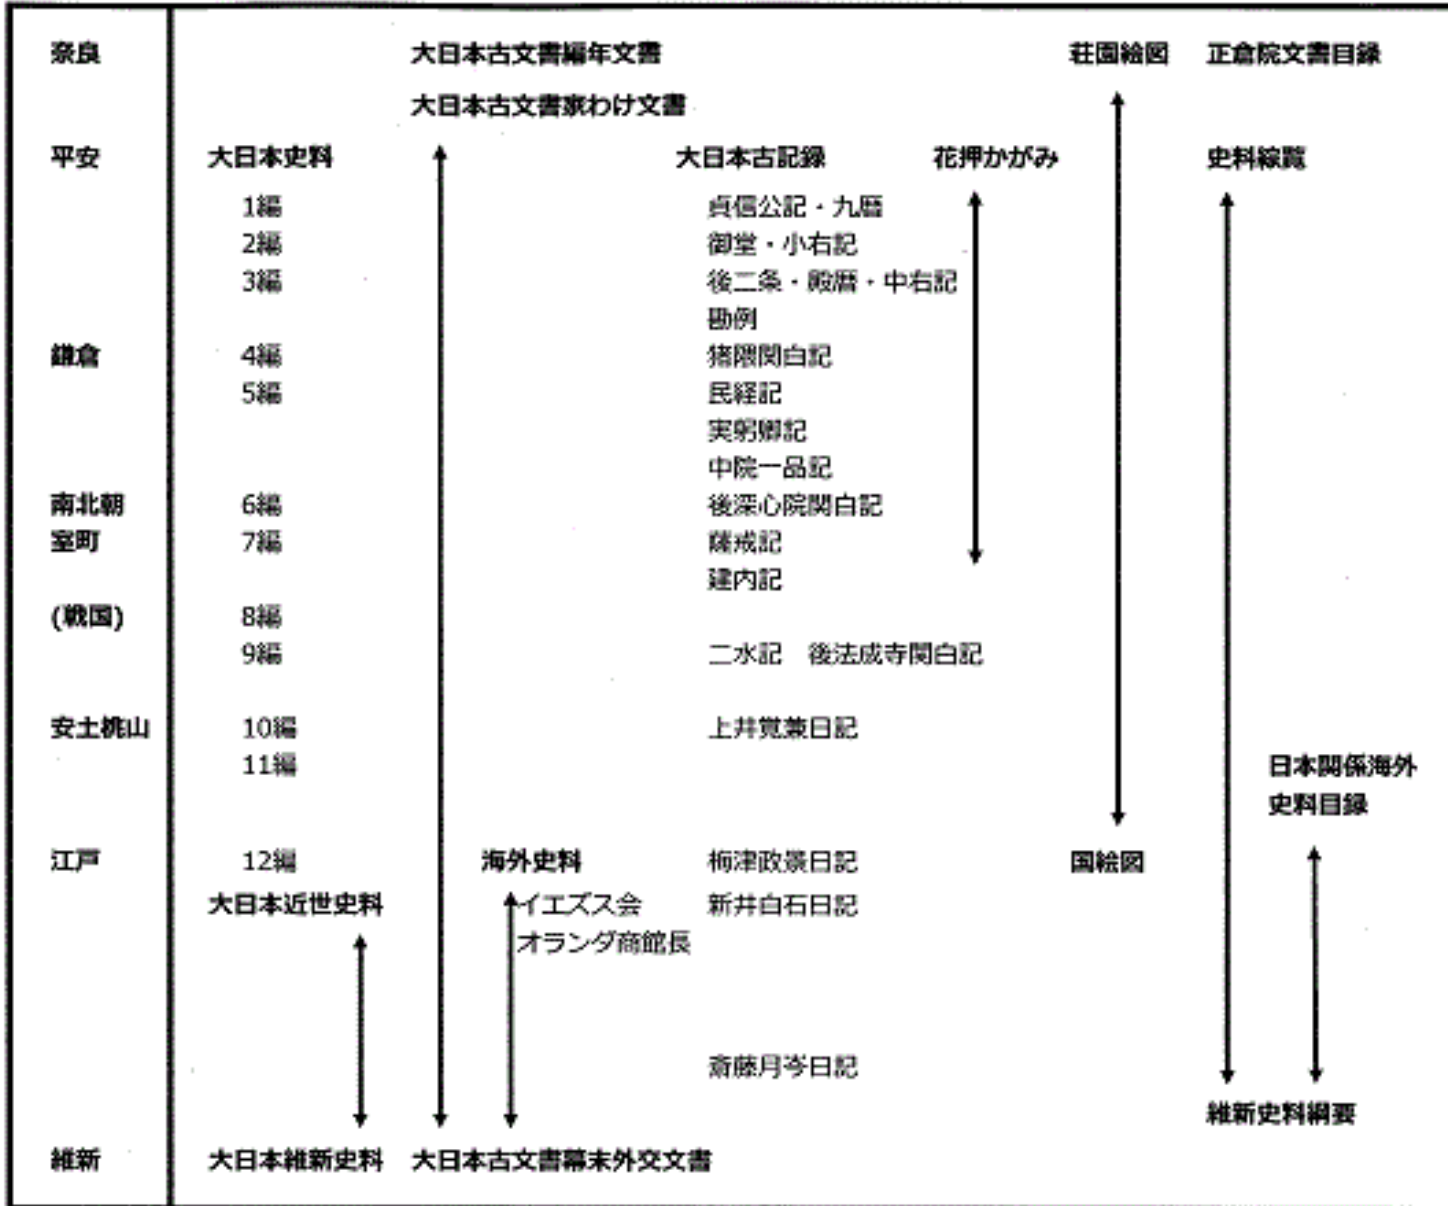 奈良 大日本古文書編年文書 荘園絵図 正倉院文書目録
大日本古文書家わけ文書
平安 大日本史料 大日本古記録 花押かがみ 史料綜覧
1編 貞信公記・九暦
2編 御堂・小右記
3編 後二条・殿暦・中右記
勘例
鎌倉 4編 猪隈関白記
5編 民経記
実躬卿記
中院一品記
南北朝 6編 後深心院関白記
室町 7編 薩戒記
建内記
(戦国) 8編
9編 二水記 後法成寺関白記
安土桃山 10編 上井覚兼日記
11編 日本関係海外
史料目録
江戸 12編 海外史料 梅津政景日記 国絵図
大日本近世史料 イエズス会 新井白石日記
オランダ商館長
斎藤月岑日記
維新史料綱要
維新 大日本維新史料 大日本古文書幕末外交文書